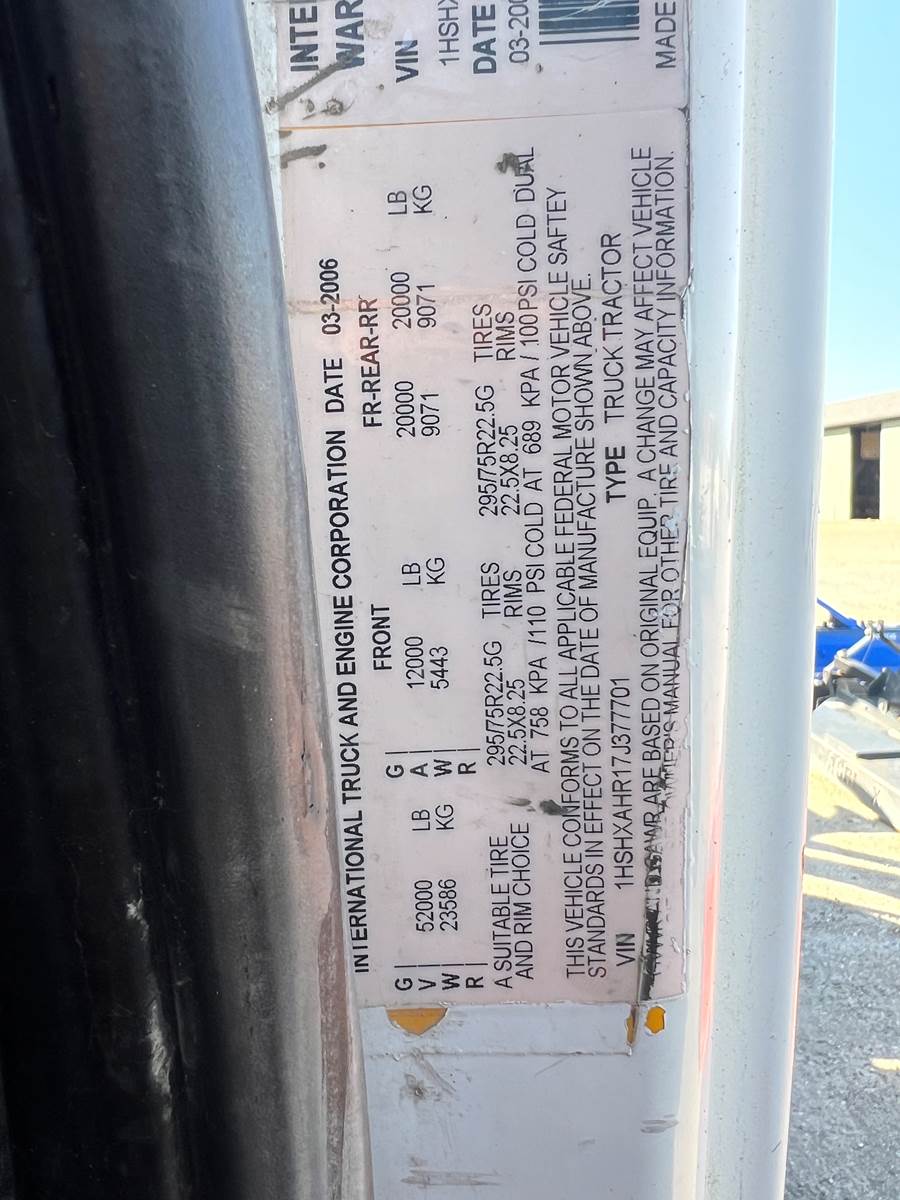 INTERNATIONAL TRUCK AND ENGINE CORPORATION DATE 03-2006
FRONT FR-REAR-RR
GVWR 52000 LB GAWR 12000 LB 20000 20000 LB
23586 KG 5443 KG 9071 9071 KG
A SUITABLE TIRE 295/75R22.5G TIRES 295/75R22.5G TIRES
AND RIM CHOICE 22.5X8.25 RIMS 22.5X8.25 RIMS
AT 758 KPA /110 PSI COLD AT 689 KPA / 100 PSI COLD DUAL
THIS VEHICLE CONFORMS TO ALL APPLICABLE FEDERAL MOTOR VEHICLE SAFTEY
STANDARDS IN EFFECT ON THE DATE OF MANUFACTURE SHOWN ABOVE.
VIN 1HSHXAHR17J377701 TYPE TRUCK TRACTOR
GAWR ARE BASED ON ORIGINAL EQUIP. A CHANGE MAY AFFECT VEHICLE
MANUAL FOR OTHER TIRE AND CAPACITY INFORMATION.
INTE
WAR
VIN
1HSHX
DATE
03-200
MADE